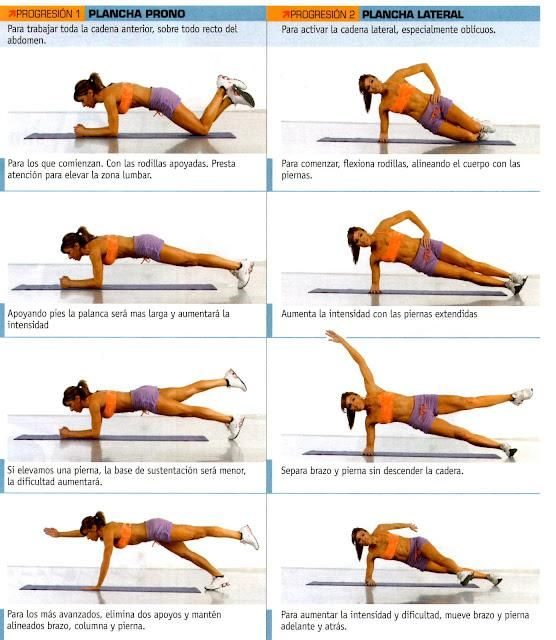 PROGRESIÓN 1 PLANCHA PRONO
Para trabajar toda la cadena anterior, sobre todo recto del
abdomen.
Para los que comienzan. Con las rodillas apoyadas. Presta
atención para elevar la zona lumbar.
Apoyando pies la palanca será mas larga y aumentará la
intensidad
Si elevamos una pierna, la base de sustentación será menor,
la dificultad aumentará.
Para los más avanzados, elimina dos apoyos y mantén
alineados brazo, columna y pierna.
PROGRESIÓN 2 PLANCHA LATERAL
Para activar la cadena lateral, especialmente oblicuos.
Para comenzar, flexiona rodillas, alineando el cuerpo con las
piernas.
Aumenta la intensidad con las piernas extendidas
Separa brazo y pierna sin descender la cadera.
Para aumentar la intensidad y dificultad, mueve brazo y pierna
adelante y atrás.